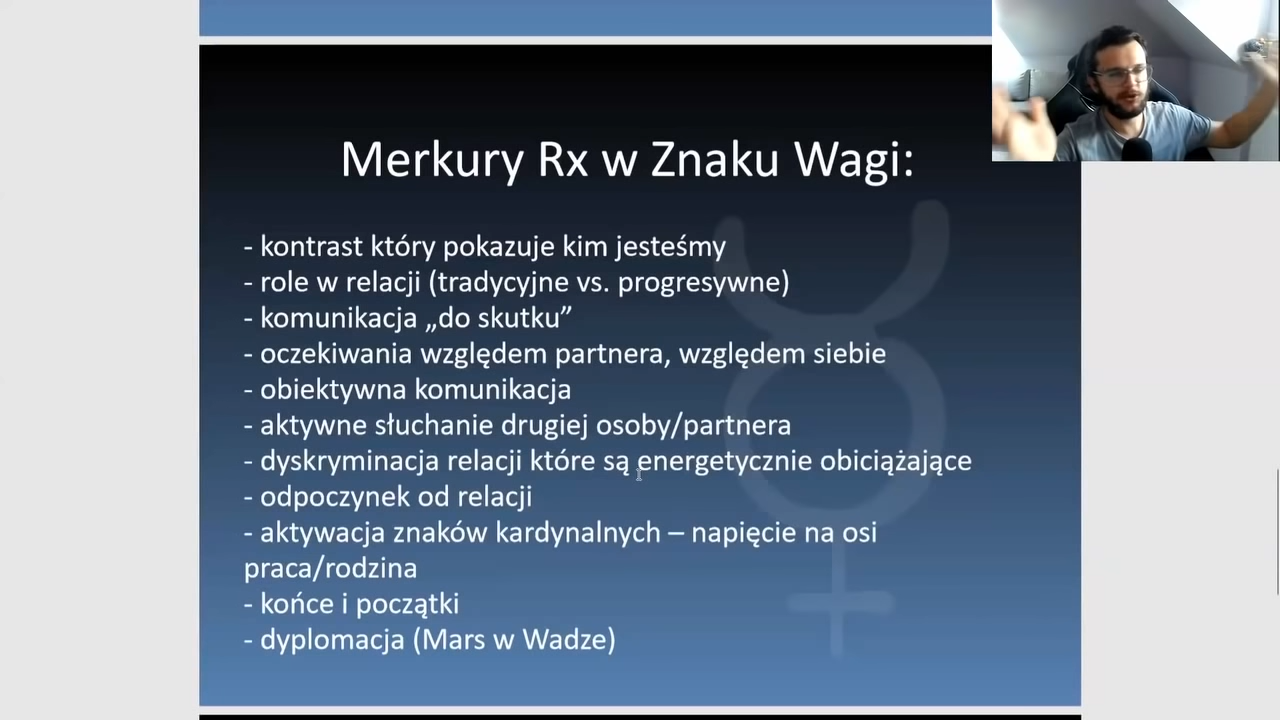 Merkury Rx w Znaku Wagi:
- kontrast który pokazuje kim jesteśmy
- role w relacji (tradycyjne vs. progresywne)
- komunikacja „do skutku”
- oczekiwania względem partnera, względem siebie
- obiektywna komunikacja
- aktywne słuchanie drugiej osoby/partnera
- dyskryminacja relacji które są energetycznie obiciążające
- odpoczynek od relacji
- aktywacja znaków kardynalnych – napięcie na osi
praca/rodzina
- końce i początki
- dyplomacja (Mars w Wadze)